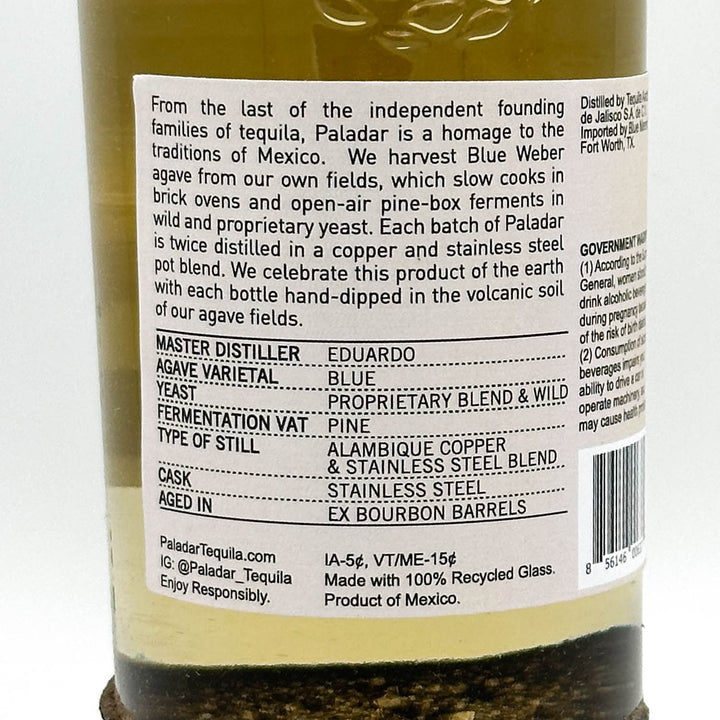 From the last of the independent founding
families of tequila, Paladar is a homage to the
traditions of Mexico. We harvest Blue Weber
agave from our own fields, which slow cooks in
brick ovens and open-air pine-box ferments in
wild and proprietary yeast. Each batch of Paladar
is twice distilled in a copper and stainless steel
pot blend. We celebrate this product of the earth
with each bottle hand-dipped in the volcanic soil
of our agave fields.
MASTER DISTILLER EDUARDO
AGAVE VARIETAL BLUE
YEAST PROPRIETARY BLEND & WILD
FERMENTATION VAT PINE
TYPE OF STILL ALAMBIQUE COPPER
& STAINLESS STEEL BLEND
CASK STAINLESS STEEL
AGED IN EX BOURBON BARRELS
PaladarTequila.com
IG: @Paladar_Tequila
Enjoy Responsibly.
IA-5¢, VT/ME-15¢
Made with 100% Recycled Glass.
Product of Mexico.
Distilled by Tequila
de Jalisco S.A. de
Imported by Blue
Fort Worth, TX.
GOVERNMENT
(1) According to the
General, women
drink alcoholic
during pregnancy
of the risk of birth
(2) Consumption of
beverages impairs
ability to drive a car
operate machinery,
may cause health
8 56146